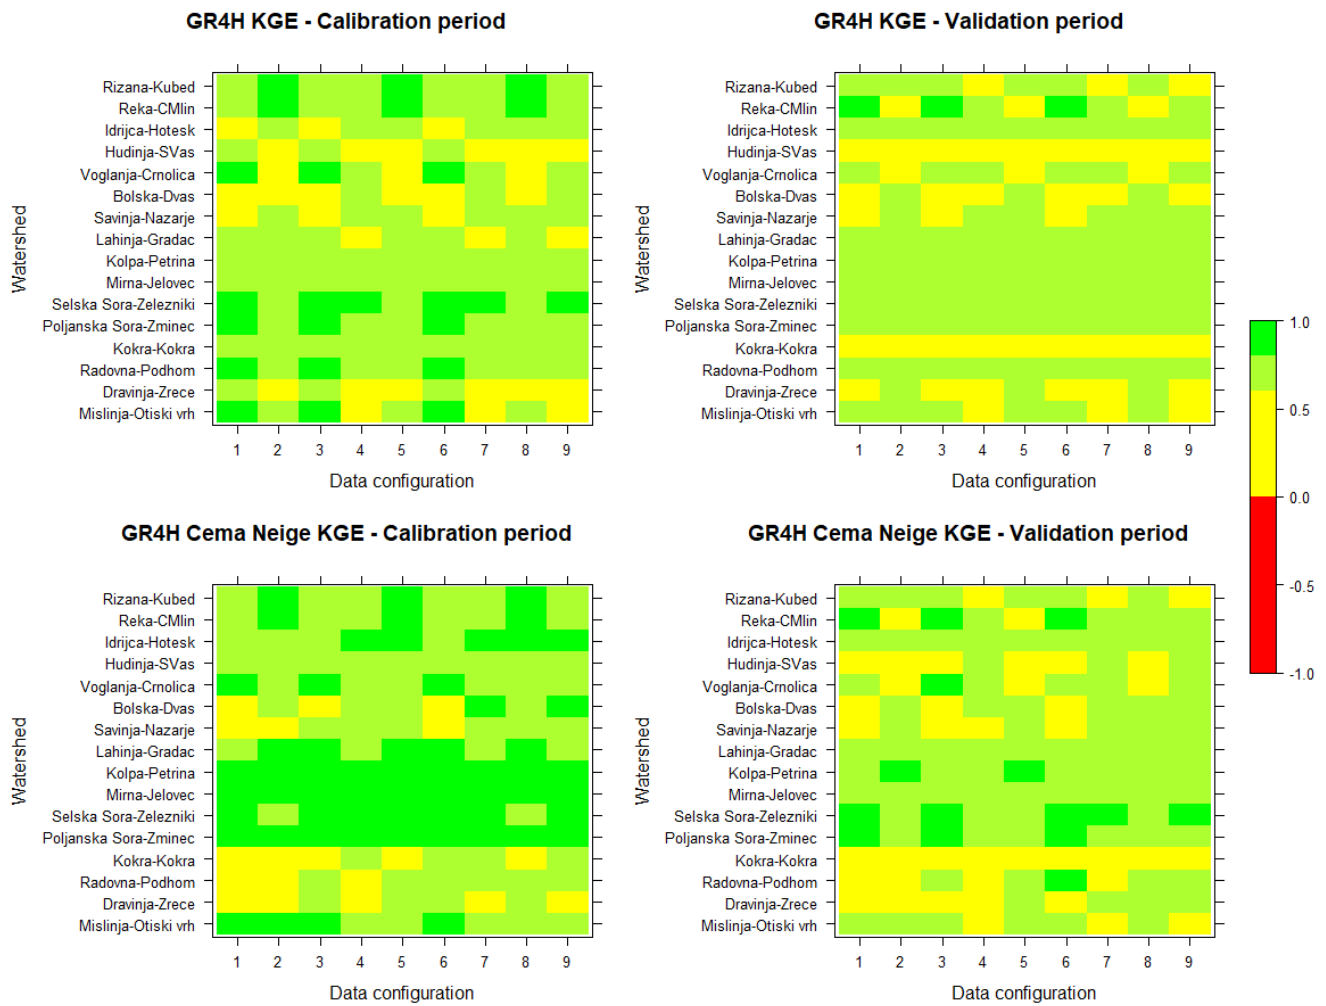 GR4H KGE - Calibration period
Rizana-Kubed
Reka-CMlin
Idrijca-Hotesk
Hudinja-SVas
Voglanja-Crnolica
Bolska-Dvas
Savinja-Nazarje
Lahinja-Gradac
Kolpa-Petrina
Mirna-Jelovec
Selska Sora-Zelezniki
Poljanska Sora-Zminec
Kokra-Kokra
Radovna-Podhom
Dravinja-Zrece
Mislinja-Otiski vrh
Watershed
1 2 3 4 5 6 7 8 9
Data configuration
GR4H KGE - Validation period
Rizana-Kubed
Reka-CMlin
Idrijca-Hotesk
Hudinja-SVas
Voglanja-Crnolica
Bolska-Dvas
Savinja-Nazarje
Lahinja-Gradac
Kolpa-Petrina
Mirna-Jelovec
Selska Sora-Zelezniki
Poljanska Sora-Zminec
Kokra-Kokra
Radovna-Podhom
Dravinja-Zrece
Mislinja-Otiski vrh
Watershed
1 2 3 4 5 6 7 8 9
Data configuration
GR4H Cema Neige KGE - Calibration period
Rizana-Kubed
Reka-CMlin
Idrijca-Hotesk
Hudinja-SVas
Voglanja-Crnolica
Bolska-Dvas
Savinja-Nazarje
Lahinja-Gradac
Kolpa-Petrina
Mirna-Jelovec
Selska Sora-Zelezniki
Poljanska Sora-Zminec
Kokra-Kokra
Radovna-Podhom
Dravinja-Zrece
Mislinja-Otiski vrh
Watershed
1 2 3 4 5 6 7 8 9
Data configuration
GR4H Cema Neige KGE - Validation period
Rizana-Kubed
Reka-CMlin
Idrijca-Hotesk
Hudinja-SVas
Voglanja-Crnolica
Bolska-Dvas
Savinja-Nazarje
Lahinja-Gradac
Kolpa-Petrina
Mirna-Jelovec
Selska Sora-Zelezniki
Poljanska Sora-Zminec
Kokra-Kokra
Radovna-Podhom
Dravinja-Zrece
Mislinja-Otiski vrh
Watershed
1 2 3 4 5 6 7 8 9
Data configuration
1.0
0.5
0.0
-0.5
-1.0